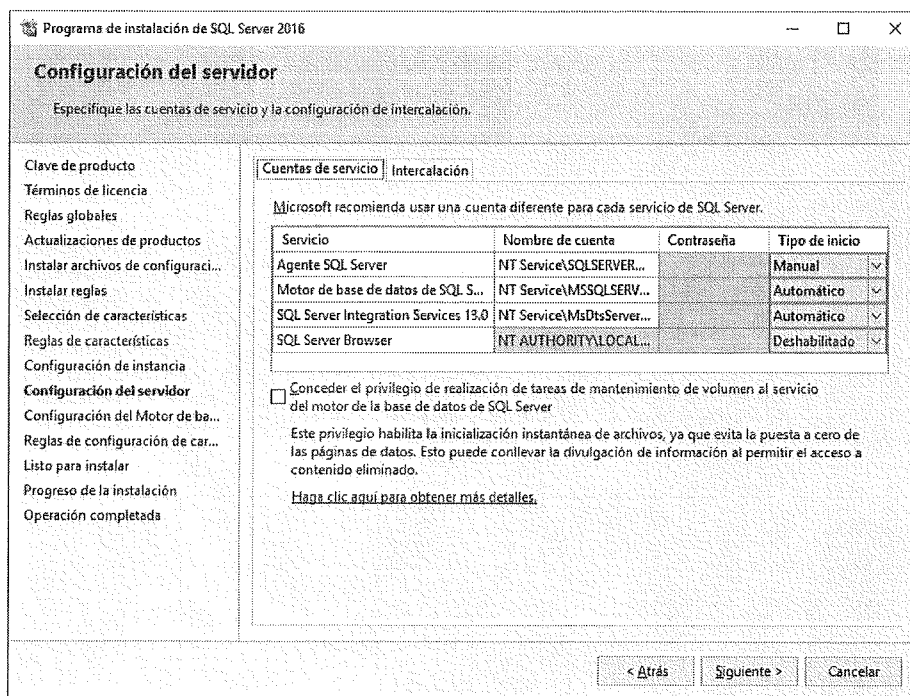 Programa de instalación de SQL Server 2016
Configuración del servidor
Especifique las cuentas de servicio y la configuración de intercalación.
Clave de producto
Términos de licencia
Reglas globales
Actualizaciones de productos
Instalar archivos de configuraci...
Instalar reglas
Selección de características
Reglas de características
Configuración de instancia
Configuración del servidor
Configuración del Motor de ba...
Reglas de configuración de car...
Listo para instalar
Progreso de la instalación
Operación completada
Cuentas de servicio Intercalación
Microsoft recomienda usar una cuenta diferente para cada servicio de SQL Server.
Servicio Nombre de cuenta Contraseña Tipo de inicio
Agente SQL Server NT Service\SQLSERVER... Manual
Motor de base de datos de SQL S... NT Service\MSSQLSERV... Automático
SQL Server Integration Services 13.0 NT Service\MsDtsServer... Automático
SQL Server Browser NT AUTHORITY\LOCAL... Deshabilitado
Conceder el privilegio de realización de tareas de mantenimiento de volumen al servicio
del motor de la base de datos de SQL Server
Este privilegio habilita la inicialización instantánea de archivos, ya que evita la puesta a cero de
las páginas de datos. Esto puede conllevar la divulgación de información al permitir el acceso a
contenido eliminado.
Haga clic aquí para obtener más detalles.
< Atrás Siguiente > Cancelar